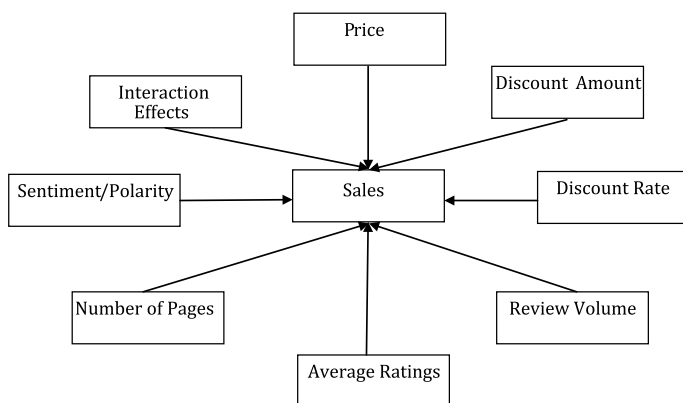 Price
Discount Amount
Interaction
Effects
Sentiment/Polarity
Sales
Discount Rate
Number of Pages
Review Volume
Average Ratings